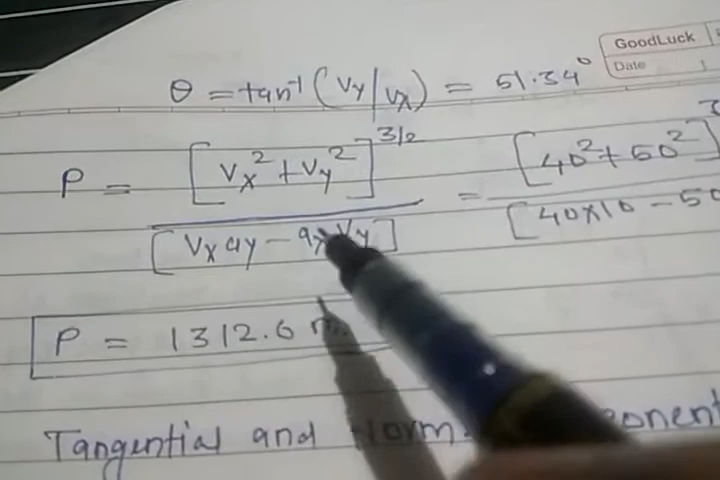 GoodLuck
Date
θ = tan⁻¹ (Vy/Vx) = 51.34°
ρ = [Vx² + Vy²]^3/2 / [Vx ay − ax Vy] = [40² + 50²] / [40×10 − 50
ρ = 1312.6 m
Tangential and